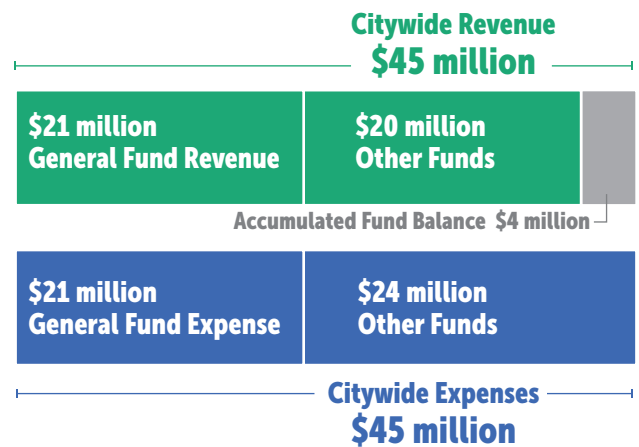 Citywide Revenue
$45 million
$21 million
General Fund Revenue
$20 million
Other Funds
Accumulated Fund Balance $4 million
$21 million
General Fund Expense
$24 million
Other Funds
Citywide Expenses
$45 million